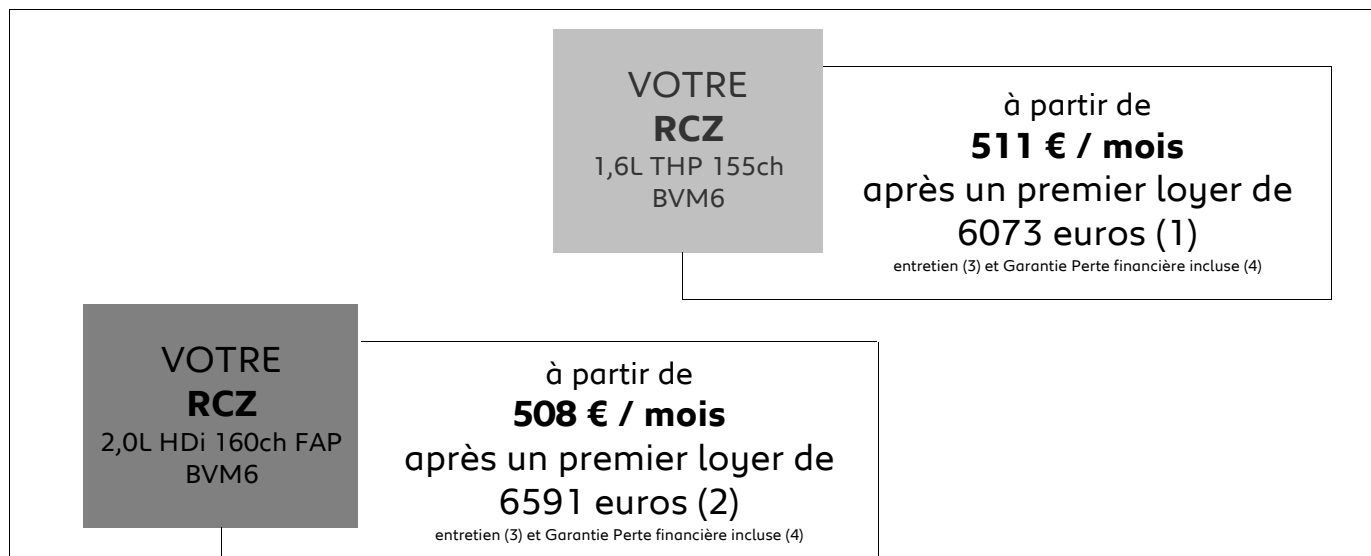 VOTRE
RCZ
1,6L THP 155ch
BVM6
à partir de
511 € / mois
après un premier loyer de
6073 euros (1)
entretien (3) et Garantie Perte financière incluse (4)
VOTRE
RCZ
2,0L HDi 160ch FAP
BVM6
à partir de
508 € / mois
après un premier loyer de
6591 euros (2)
entretien (3) et Garantie Perte financière incluse (4)